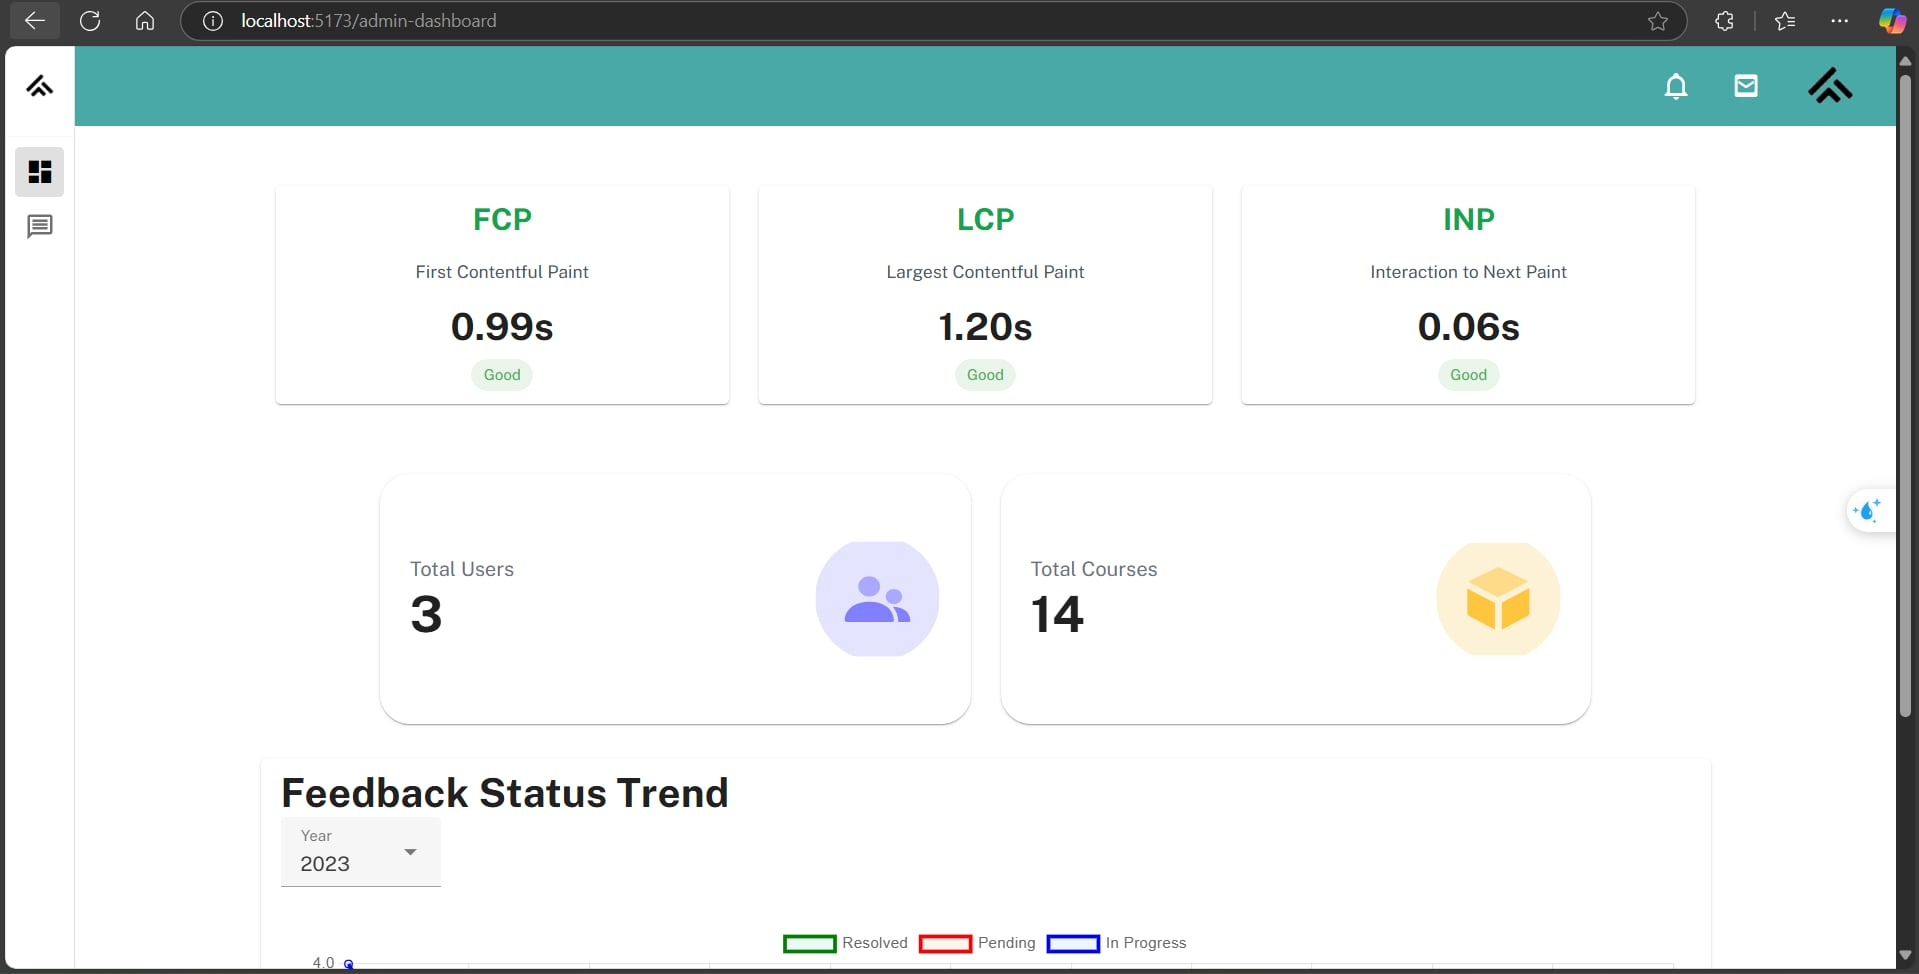 localhost:5173/admin-dashboard
FCP
First Contentful Paint
0.99s
Good
LCP
Largest Contentful Paint
1.20s
Good
INP
Interaction to Next Paint
0.06s
Good
Total Users
3
Total Courses
14
Feedback Status Trend
Year
2023
Resolved Pending In Progress
4.0